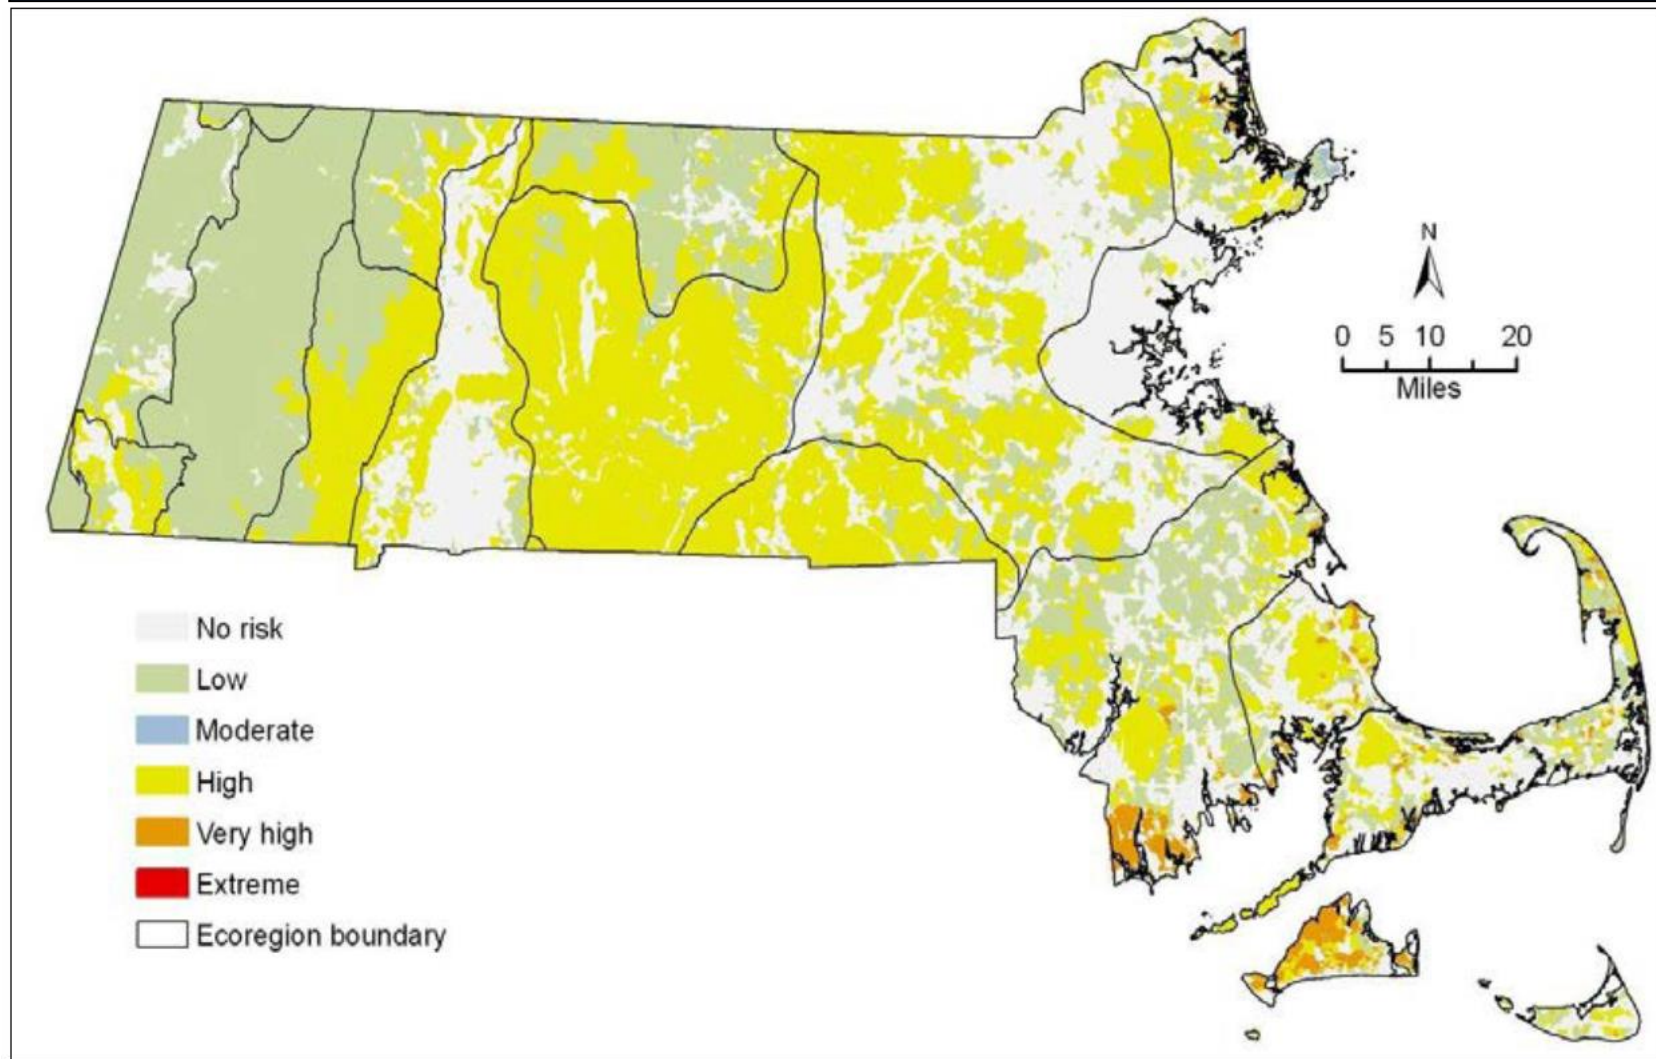 N
0 5 10 20
Miles
No risk
Low
Moderate
High
Very high
Extreme
Ecoregion boundary